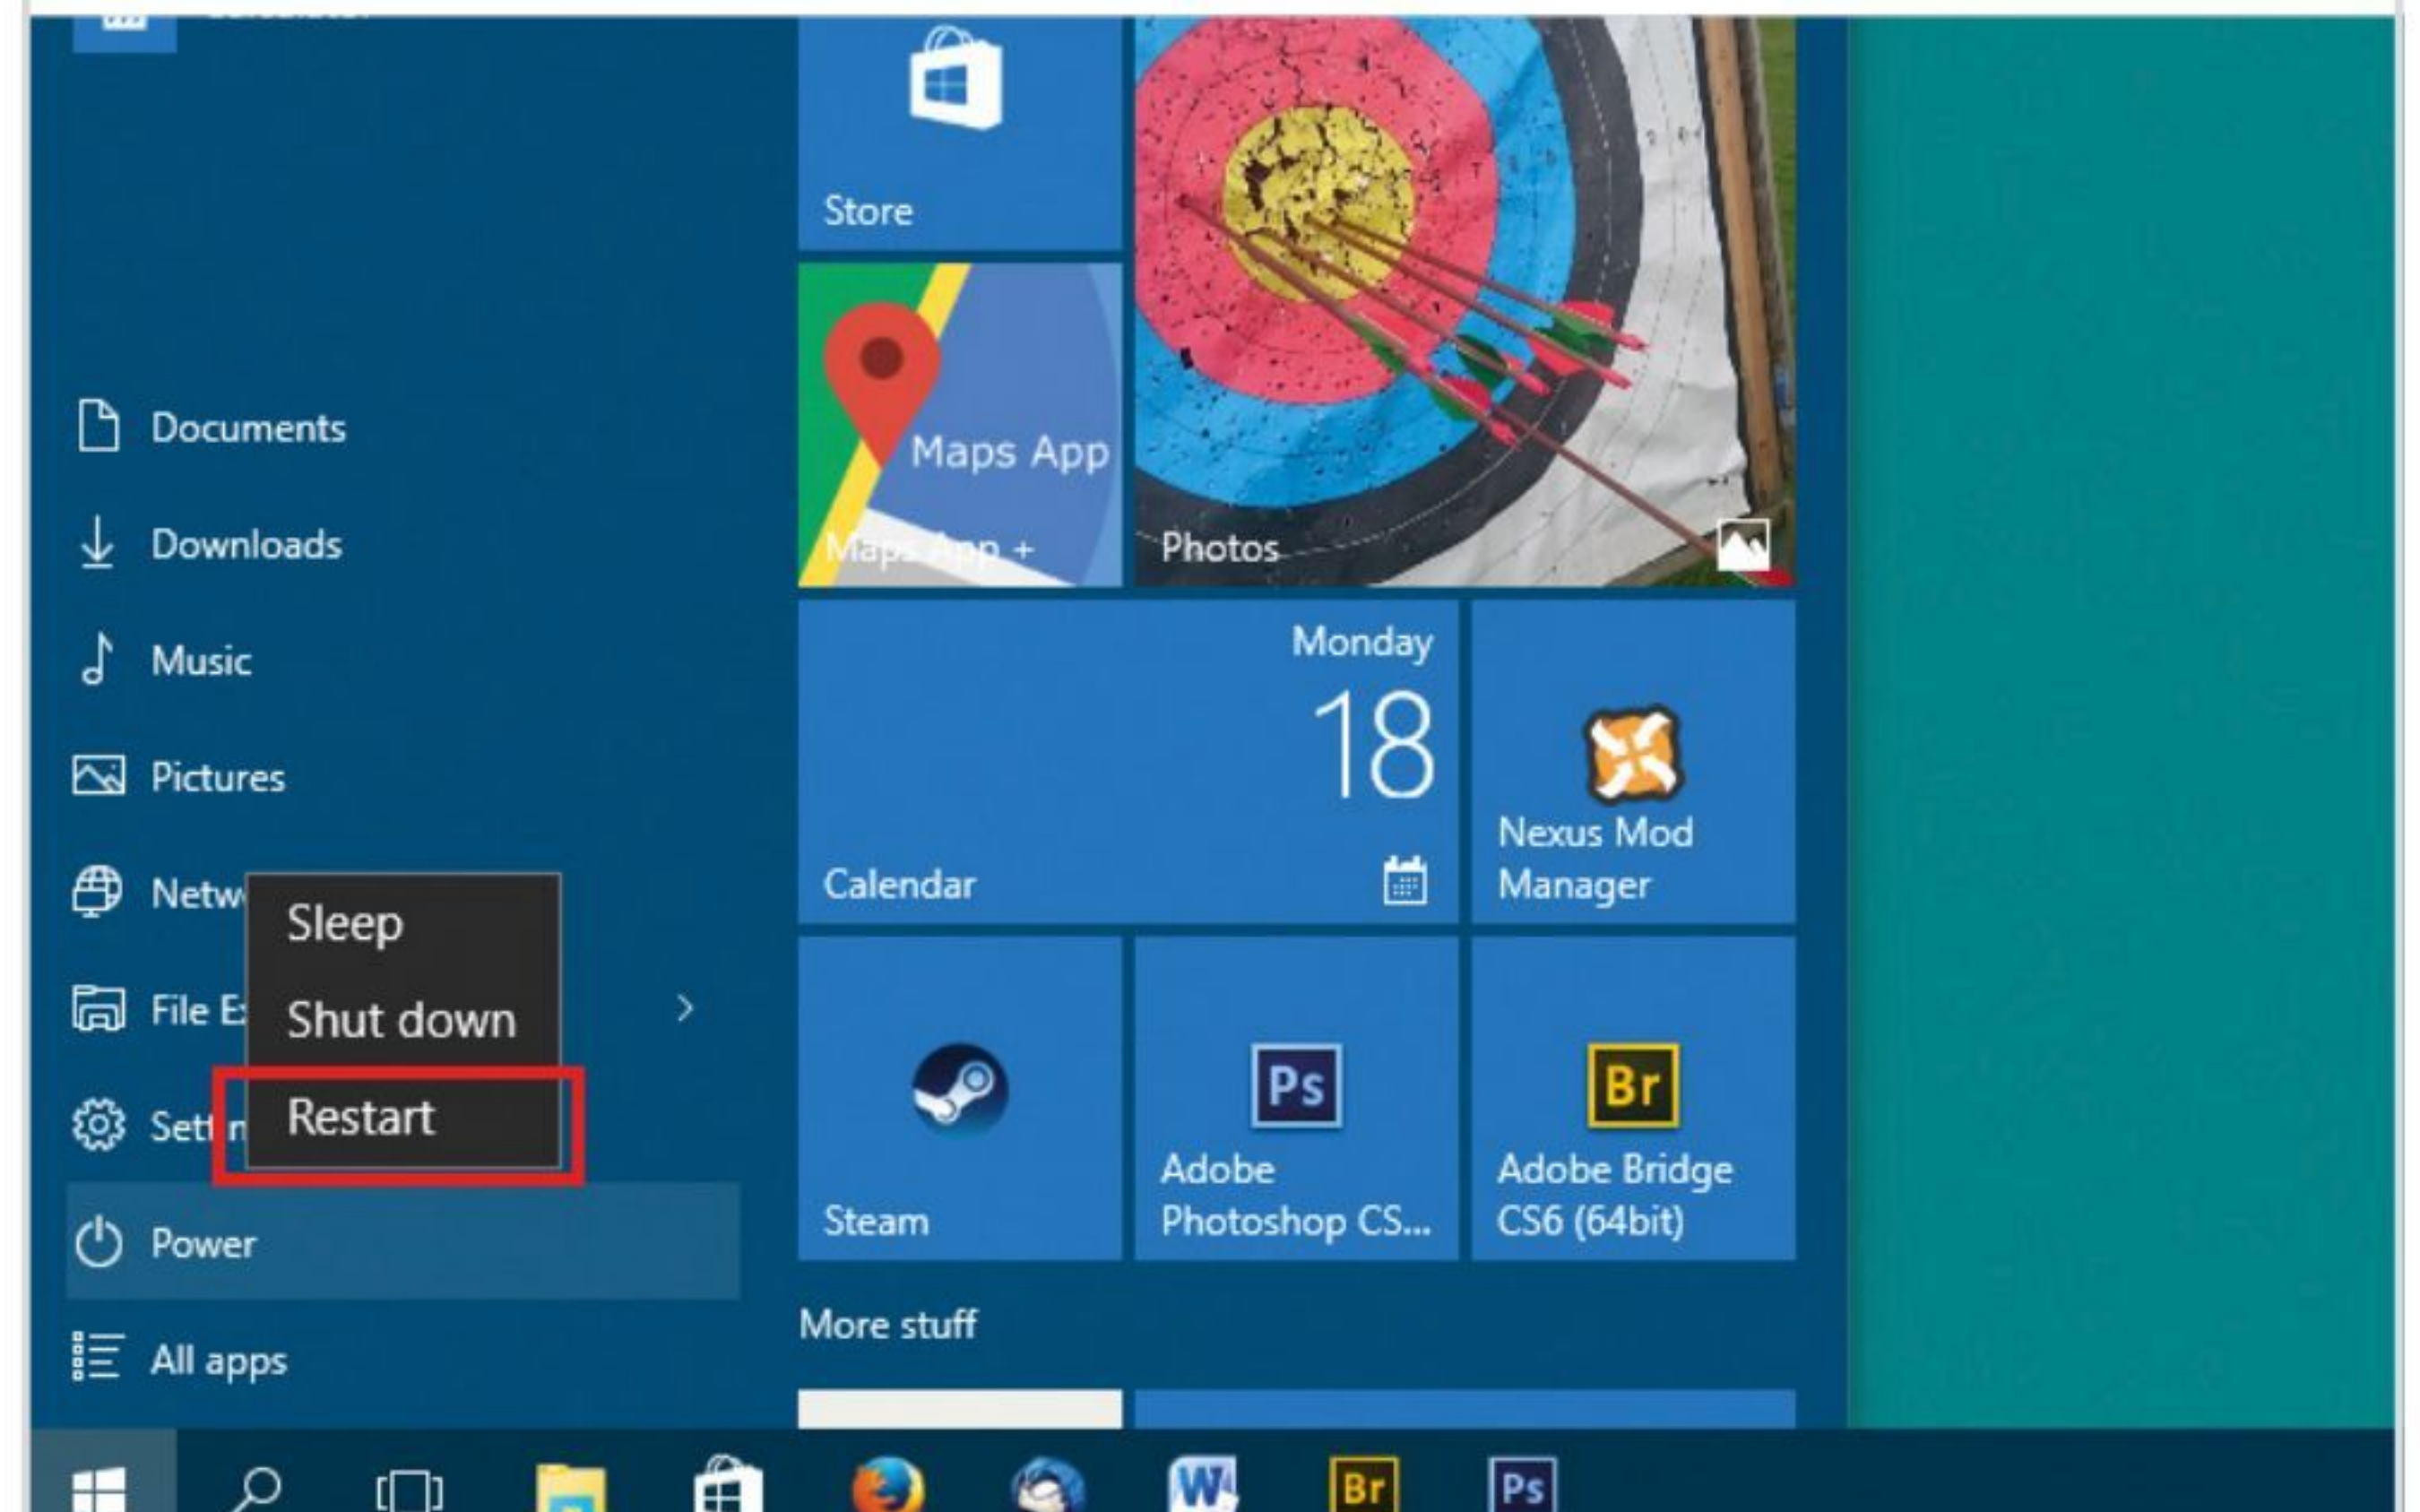 Documents
Downloads
Music
Pictures
Netw
File Ex
Settin
Power
All apps
Sleep
Shut down
Restart
Store
Maps App
Maps App +
Photos
Monday
18
Calendar
Nexus Mod
Manager
Steam
Ps
Adobe
Photoshop CS...
Br
Adobe Bridge
CS6 (64bit)
More stuff
W
Br
Ps